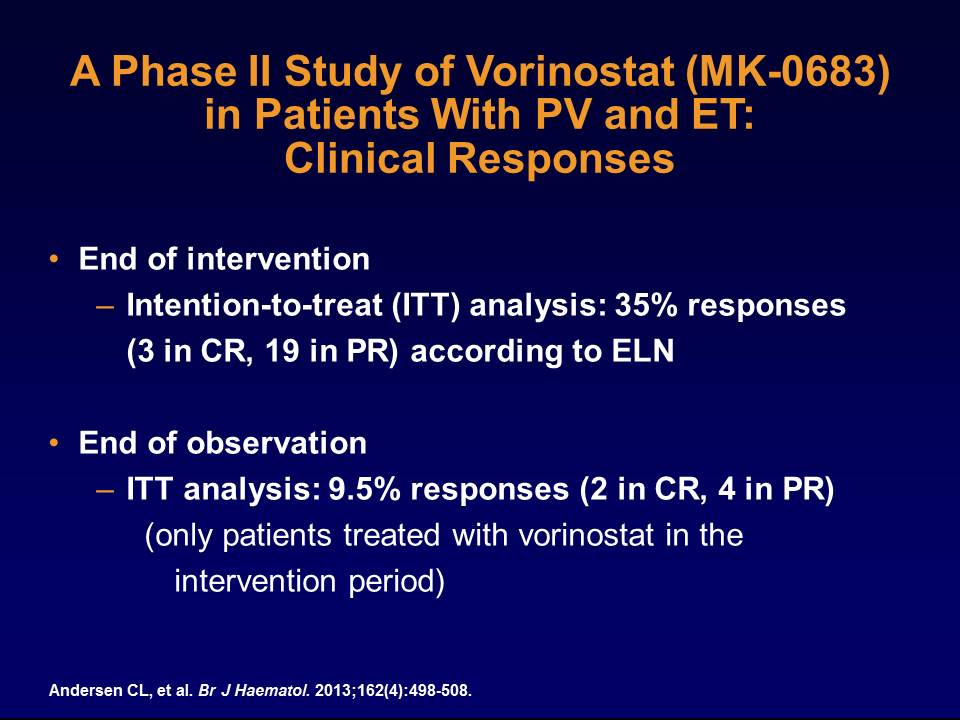 A Phase II Study of Vorinostat (MK-0683)
in Patients With PV and ET:
Clinical Responses
• End of intervention
– Intention-to-treat (ITT) analysis: 35% responses
(3 in CR, 19 in PR) according to ELN
• End of observation
– ITT analysis: 9.5% responses (2 in CR, 4 in PR)
(only patients treated with vorinostat in the
intervention period)
Andersen CL, et al. Br J Haematol. 2013;162(4):498-508.